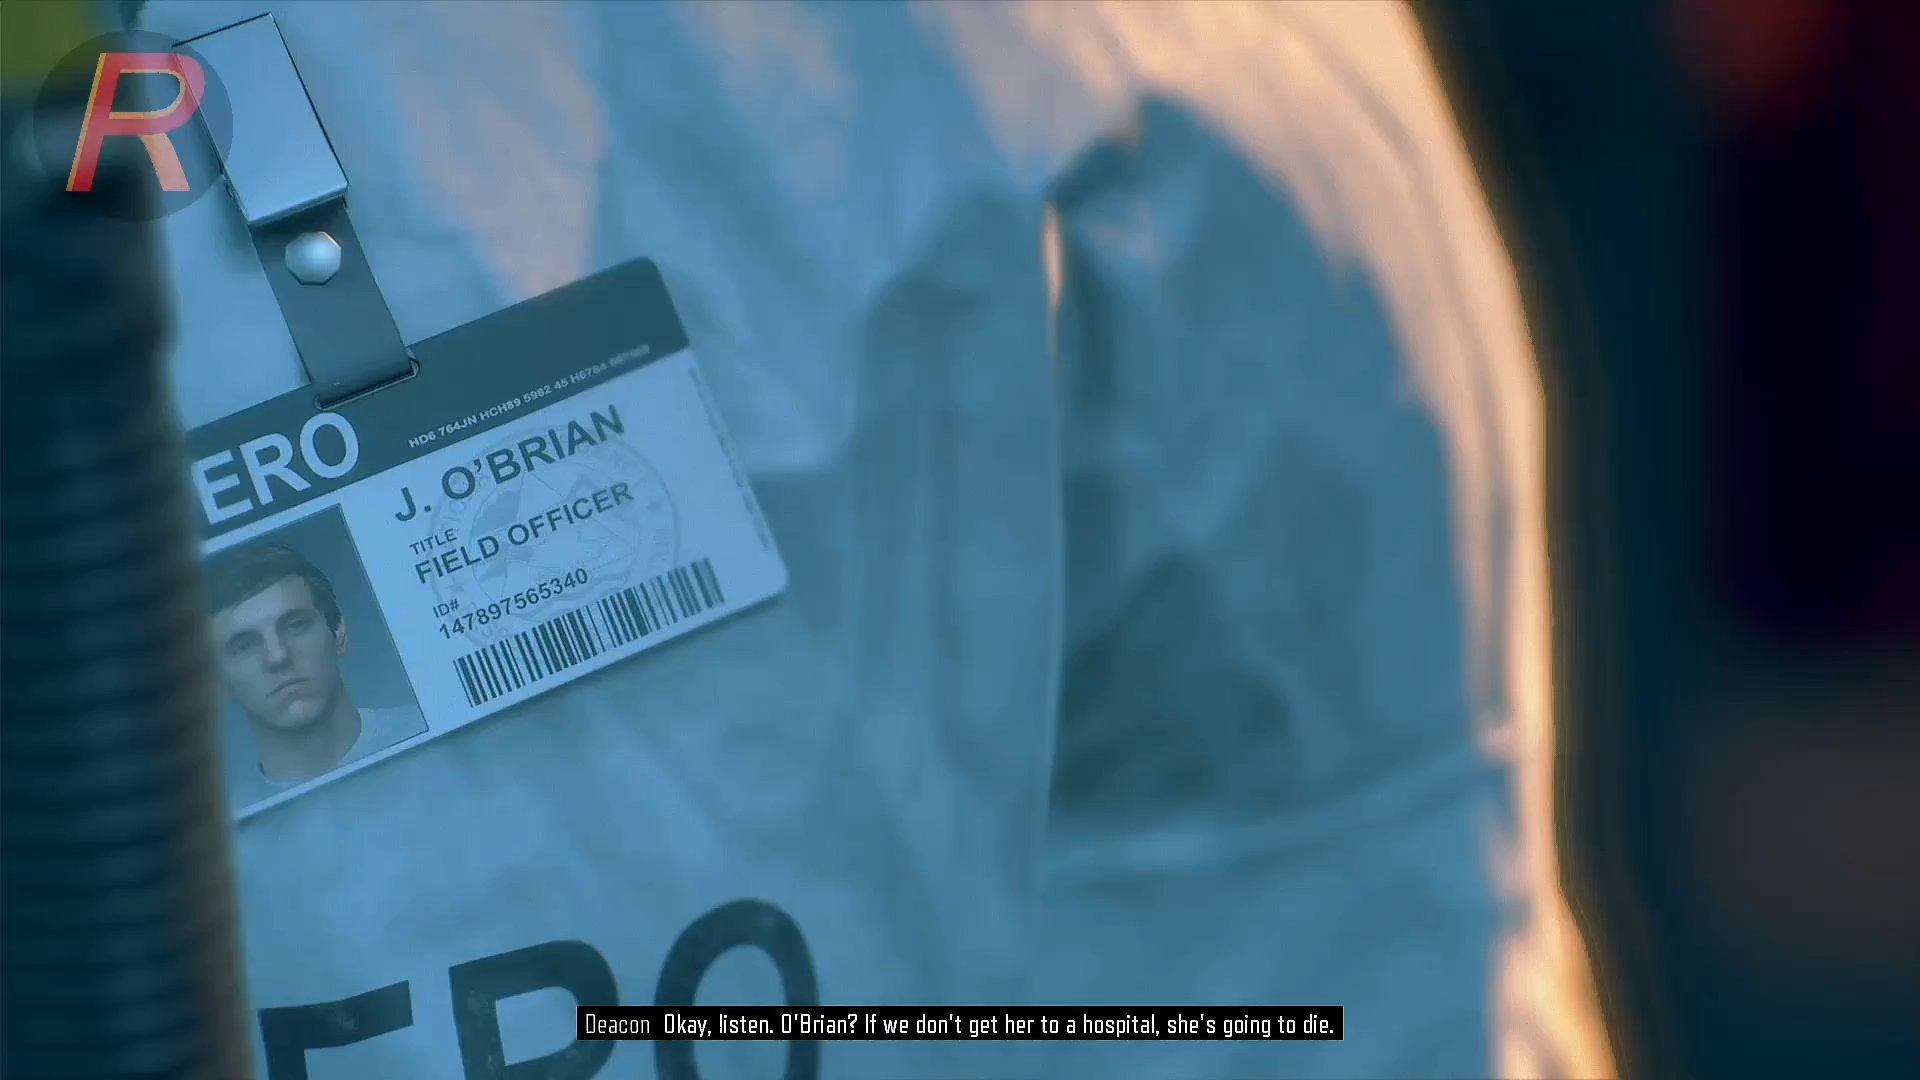 R
HD6 764JN HCH89 5982 45 H6784
ERO
J. O'BRIAN
TITLE
FIELD OFFICER
ID#
147897565340
ERO
Deacon Okay, listen. O'Brian? If we don't get her to a hospital, she's going to die.